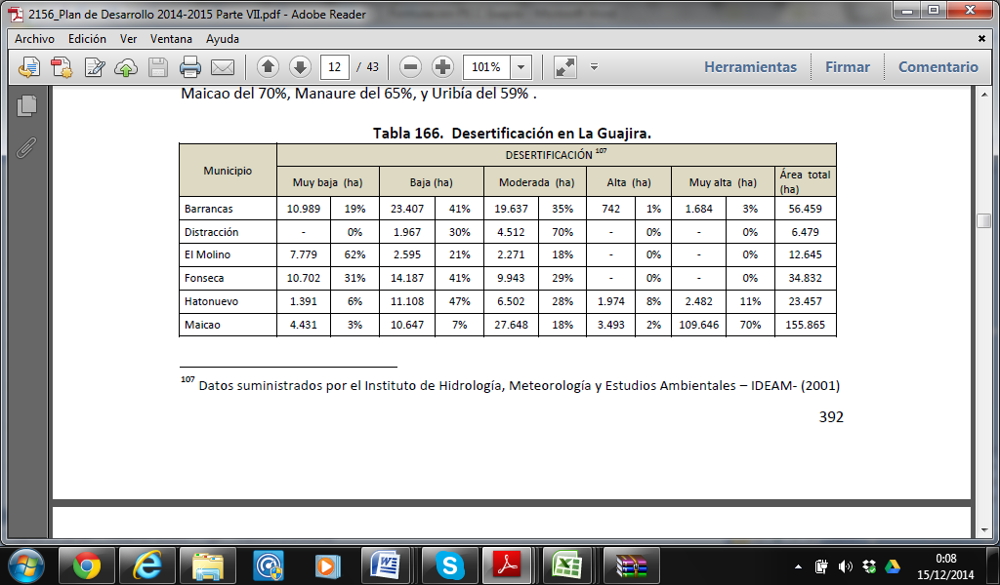 2156_Plan de Desarrollo 2014-2015 Parte VII.pdf - Adobe Reader
Archivo Edición Ver Ventana Ayuda
12 / 43 101% Herramientas Firmar Comentario
Maicao del 70%, Manaure del 65%, y Uribía del 59% .
Tabla 166. Desertificación en La Guajira.
Municipio DESERTIFICACIÓN 107
Muy baja (ha) Baja (ha) Moderada (ha) Alta (ha) Muy alta (ha) Área total (ha)
Barrancas 10.989 19% 23.407 41% 19.637 35% 742 1% 1.684 3% 56.459
Distracción - 0% 1.967 30% 4.512 70% - 0% - 0% 6.479
El Molino 7.779 62% 2.595 21% 2.271 18% - 0% - 0% 12.645
Fonseca 10.702 31% 14.187 41% 9.943 29% - 0% - 0% 34.832
Hatonuevo 1.391 6% 11.108 47% 6.502 28% 1.974 8% 2.482 11% 23.457
Maicao 4.431 3% 10.647 7% 27.648 18% 3.493 2% 109.646 70% 155.865
107 Datos suministrados por el Instituto de Hidrología, Meteorología y Estudios Ambientales – IDEAM- (2001)
392
0:08
15/12/2014